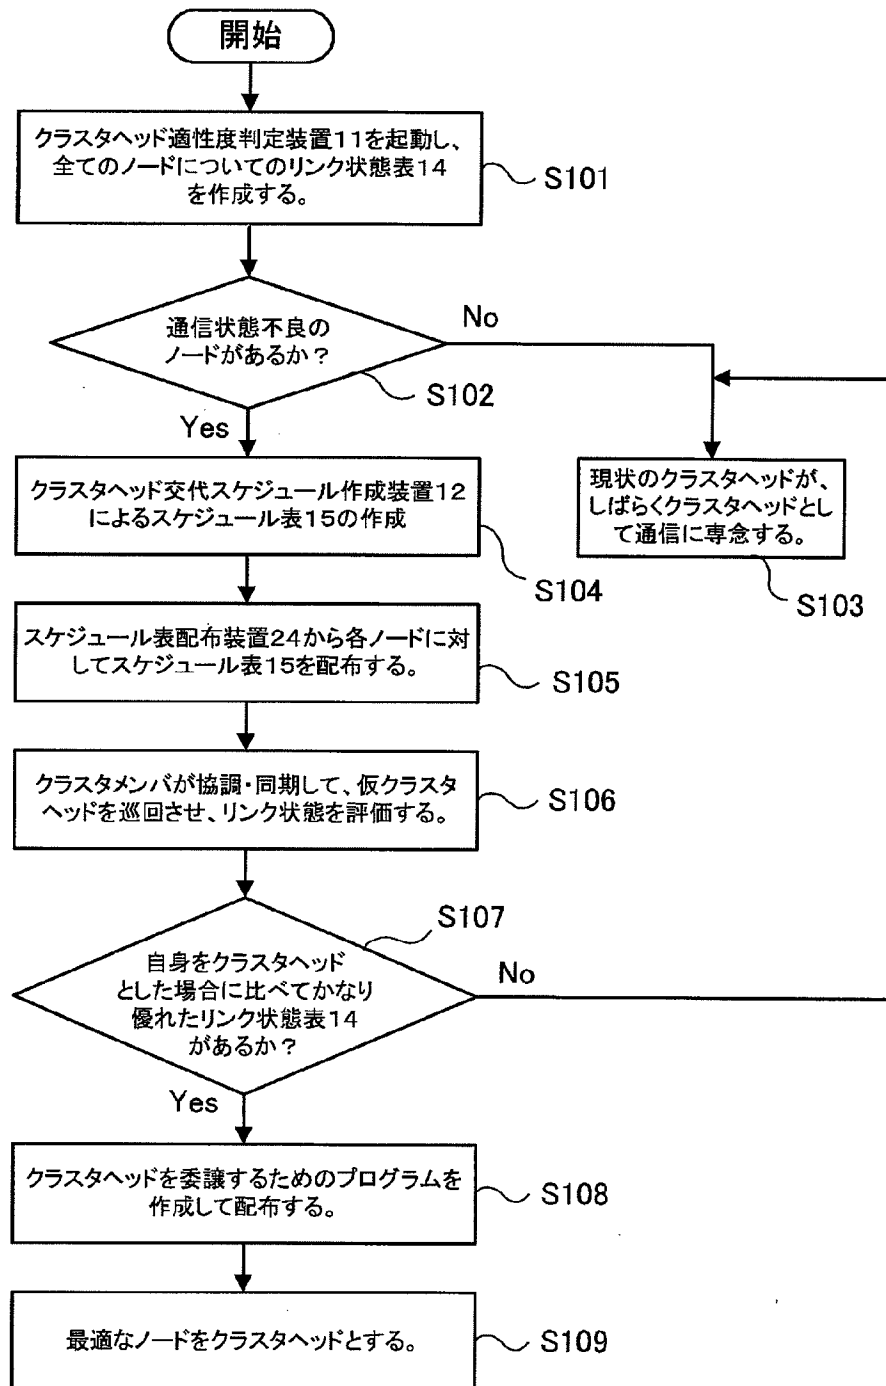 開始
クラスタヘッド適性度判定装置11を起動し、
全てのノードについてのリンク状態表14
を作成する。
S101
通信状態不良の
ノードがあるか？
No
S102
Yes
クラスタヘッド交代スケジュール作成装置12
によるスケジュール表15の作成
S104
現状のクラスタヘッドが、
しばらくクラスタヘッドとし
て通信に専念する。
S103
スケジュール表配布装置24から各ノードに対
してスケジュール表15を配布する。
S105
クラスタメンバが協調・同期して、仮クラスタ
ヘッドを巡回させ、リンク状態を評価する。
S106
S107
自身をクラスタヘッド
とした場合に比べてかなり
優れたリンク状態表14
があるか？
No
Yes
クラスタヘッドを委譲するためのプログラムを
作成して配布する。
S108
最適なノードをクラスタヘッドとする。
S109